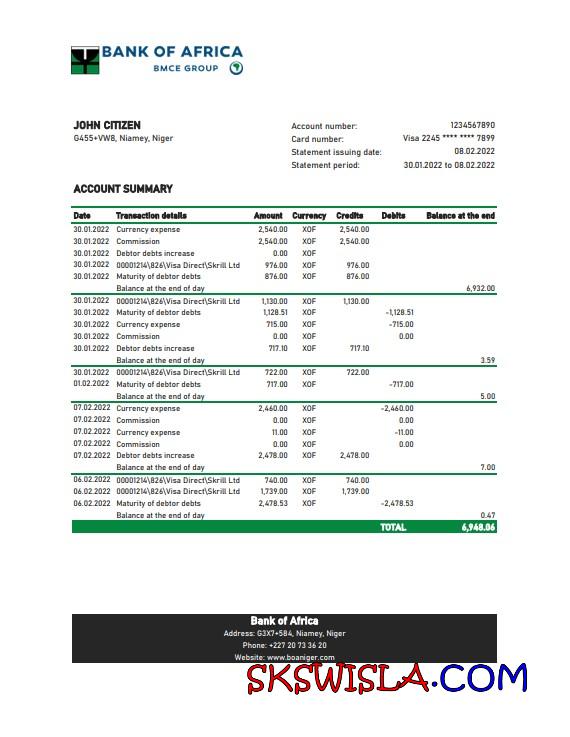 BANK OF AFRICA
BMCE GROUP
JOHN CITIZEN
G455+VW8, Niamey, Niger
Account number: 1234567890
Card number: Visa 2245 **** **** 7899
Statement issuing date: 08.02.2022
Statement period: 30.01.2022 to 08.02.2022
ACCOUNT SUMMARY
Date Transaction details Amount Currency Credits Debits Balance at the end
30.01.2022 Currency expense 2,540.00 XOF 2,540.00
30.01.2022 Commission 2,540.00 XOF 2,540.00
30.01.2022 Debtor debts increase 0.00 XOF
30.01.2022 00001214\826\Visa Direct\Skrill Ltd 976.00 XOF 976.00
30.01.2022 Maturity of debtor debts 876.00 XOF 876.00
Balance at the end of day 6,932.00
30.01.2022 00001214\826\Visa Direct\Skrill Ltd 1,130.00 XOF 1,130.00
30.01.2022 Maturity of debtor debts 1,128.51 XOF -1,128.51
30.01.2022 Currency expense 715.00 XOF -715.00
30.01.2022 Commission 0.00 XOF 0.00
30.01.2022 Debtor debts increase 717.10 XOF 717.10
Balance at the end of day 3.59
30.01.2022 00001214\826\Visa Direct\Skrill Ltd 722.00 XOF 722.00
01.02.2022 Maturity of debtor debts 717.00 XOF -717.00
Balance at the end of day 5.00
07.02.2022 Currency expense 2,460.00 XOF -2,460.00
07.02.2022 Commission 0.00 XOF 0.00
07.02.2022 Currency expense 11.00 XOF -11.00
07.02.2022 Commission 0.00 XOF 0.00
07.02.2022 Debtor debts increase 2,478.00 XOF 2,478.00
Balance at the end of day 7.00
06.02.2022 00001214\826\Visa Direct\Skrill Ltd 740.00 XOF 740.00
06.02.2022 00001214\826\Visa Direct\Skrill Ltd 1,739.00 XOF 1,739.00
06.02.2022 Maturity of debtor debts 2,478.53 XOF -2,478.53
Balance at the end of day 0.47
TOTAL 6,948.06
Bank of Africa
Address: G3X7+584, Niamey, Niger
Phone: +227 20 73 36 20
Website: www.boaniger.com
SKSWISLA.COM